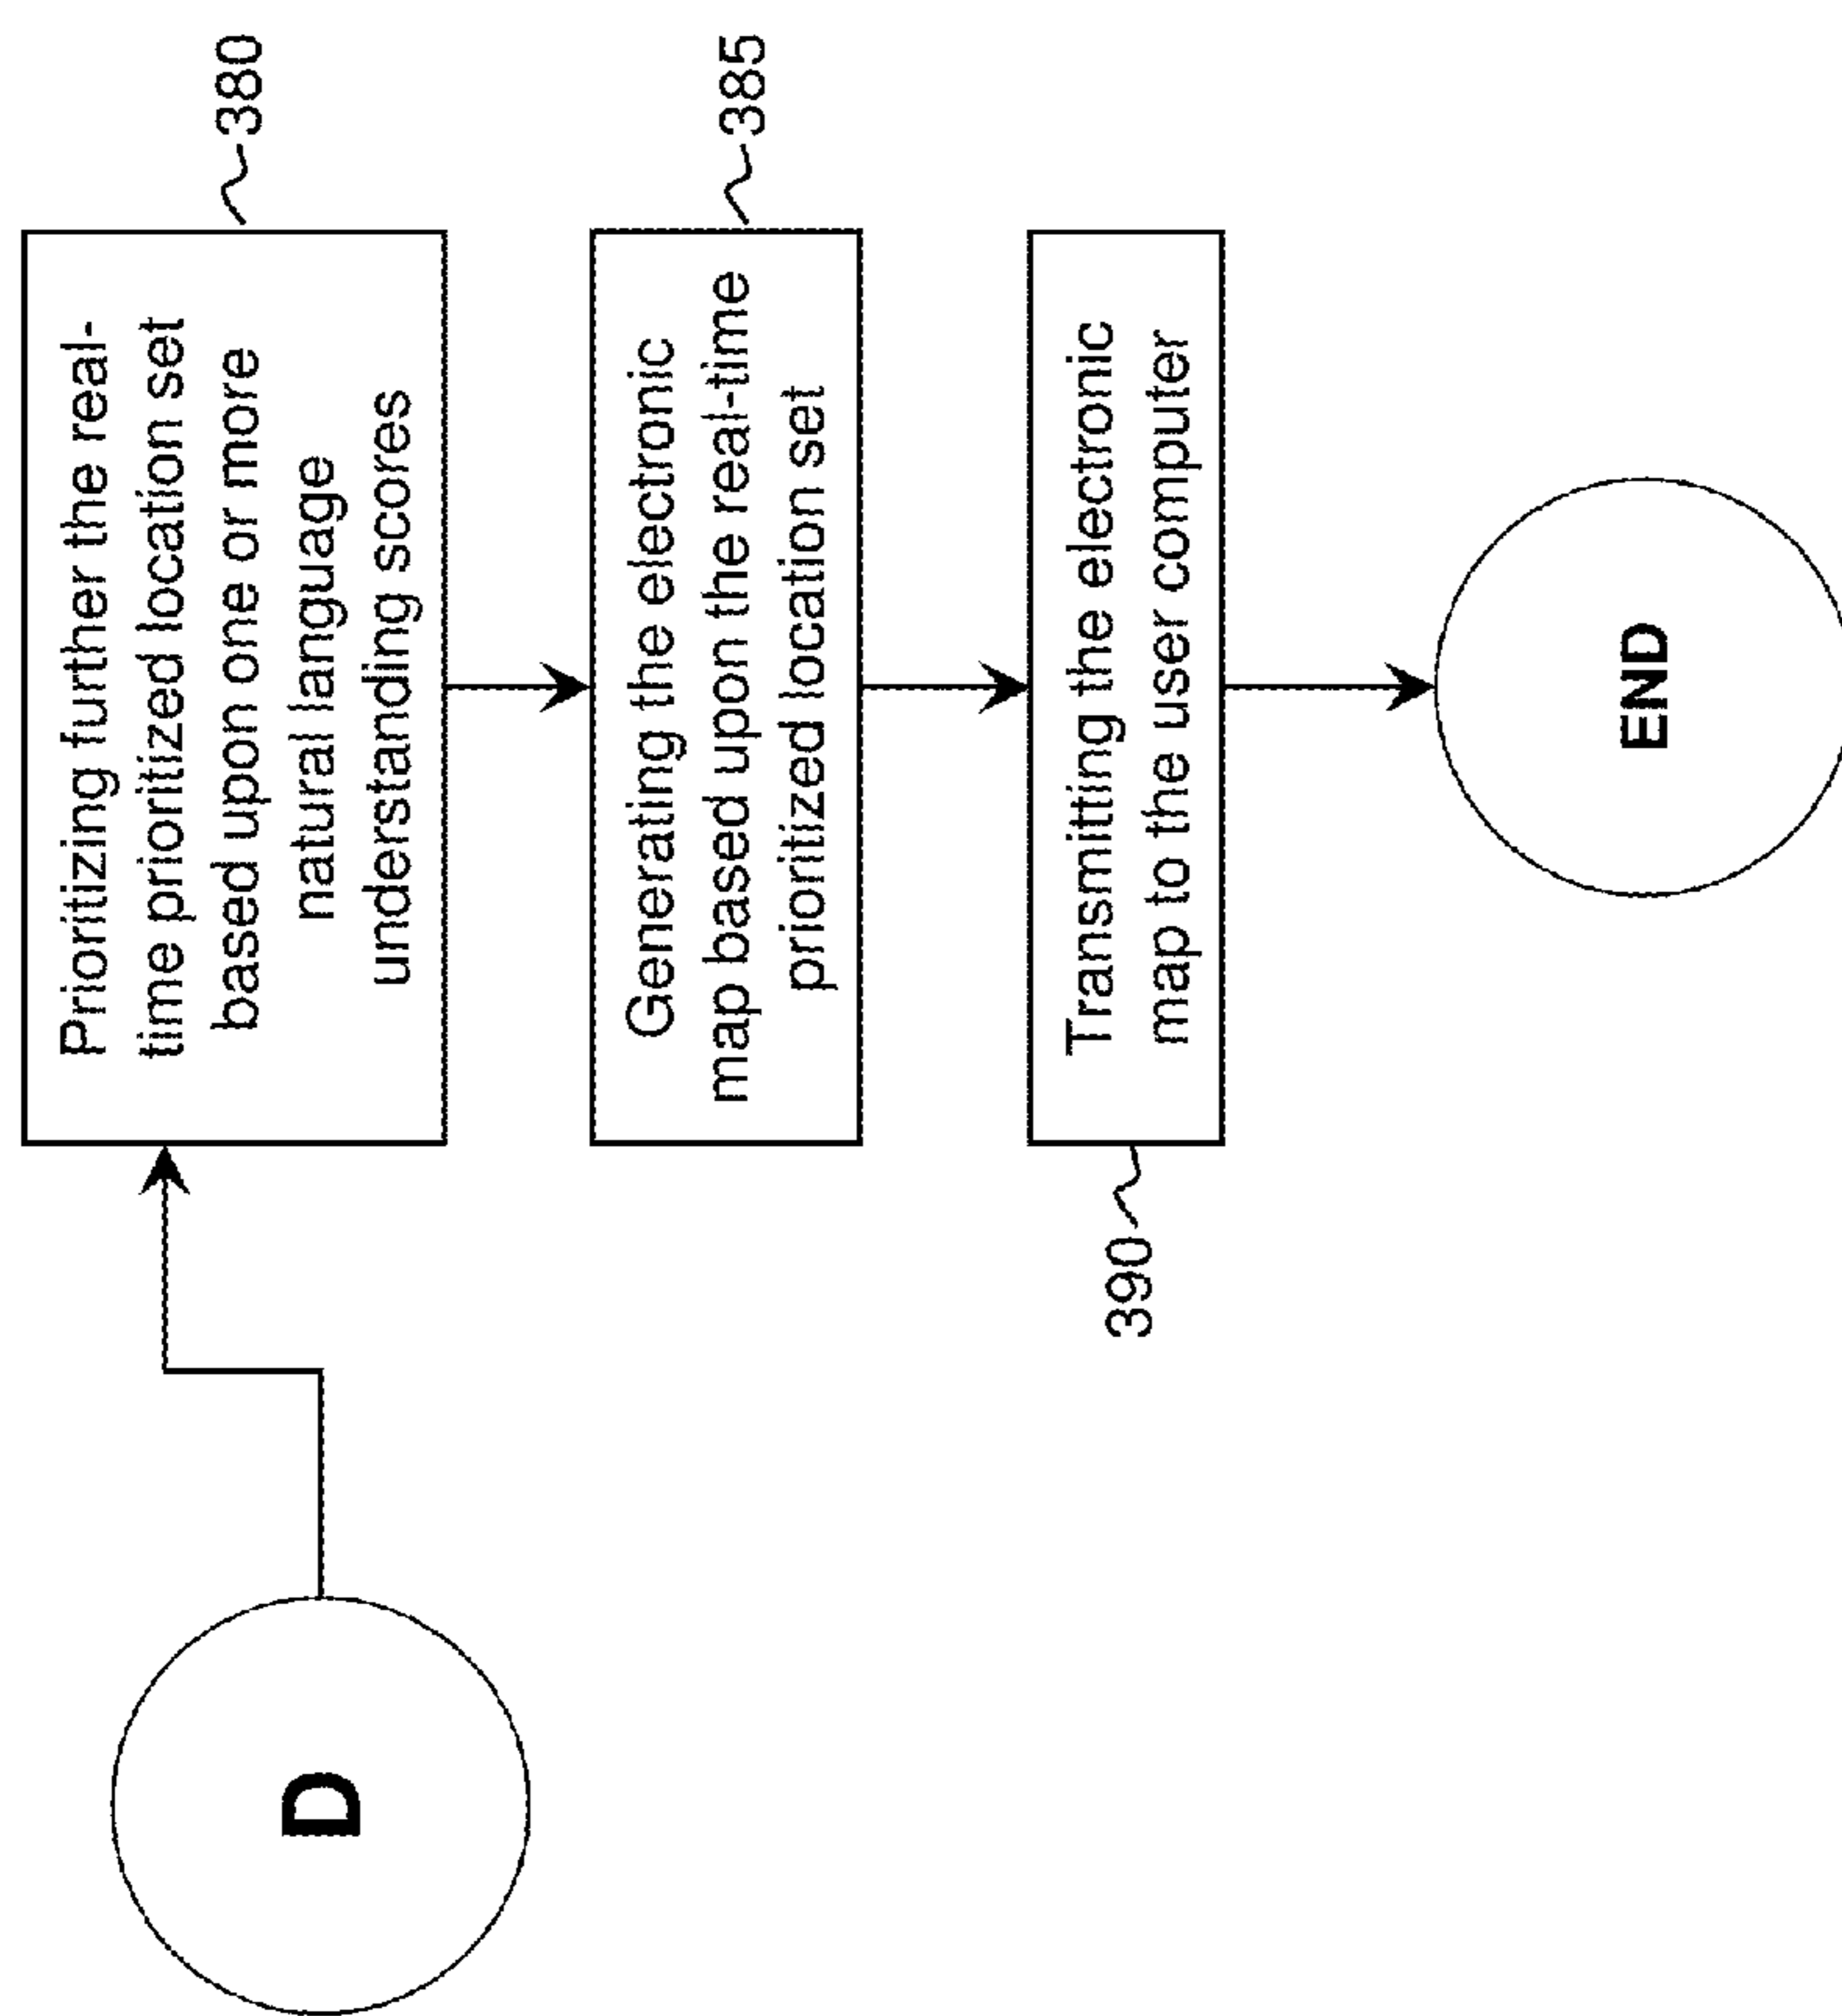 D
Prioritizing further the real-
time prioritized location set
based upon one or more
natural language
understanding scores
380
Generating the electronic
map based upon the real-time
prioritized location set
385
Transmitting the electronic
map to the user computer
390
END